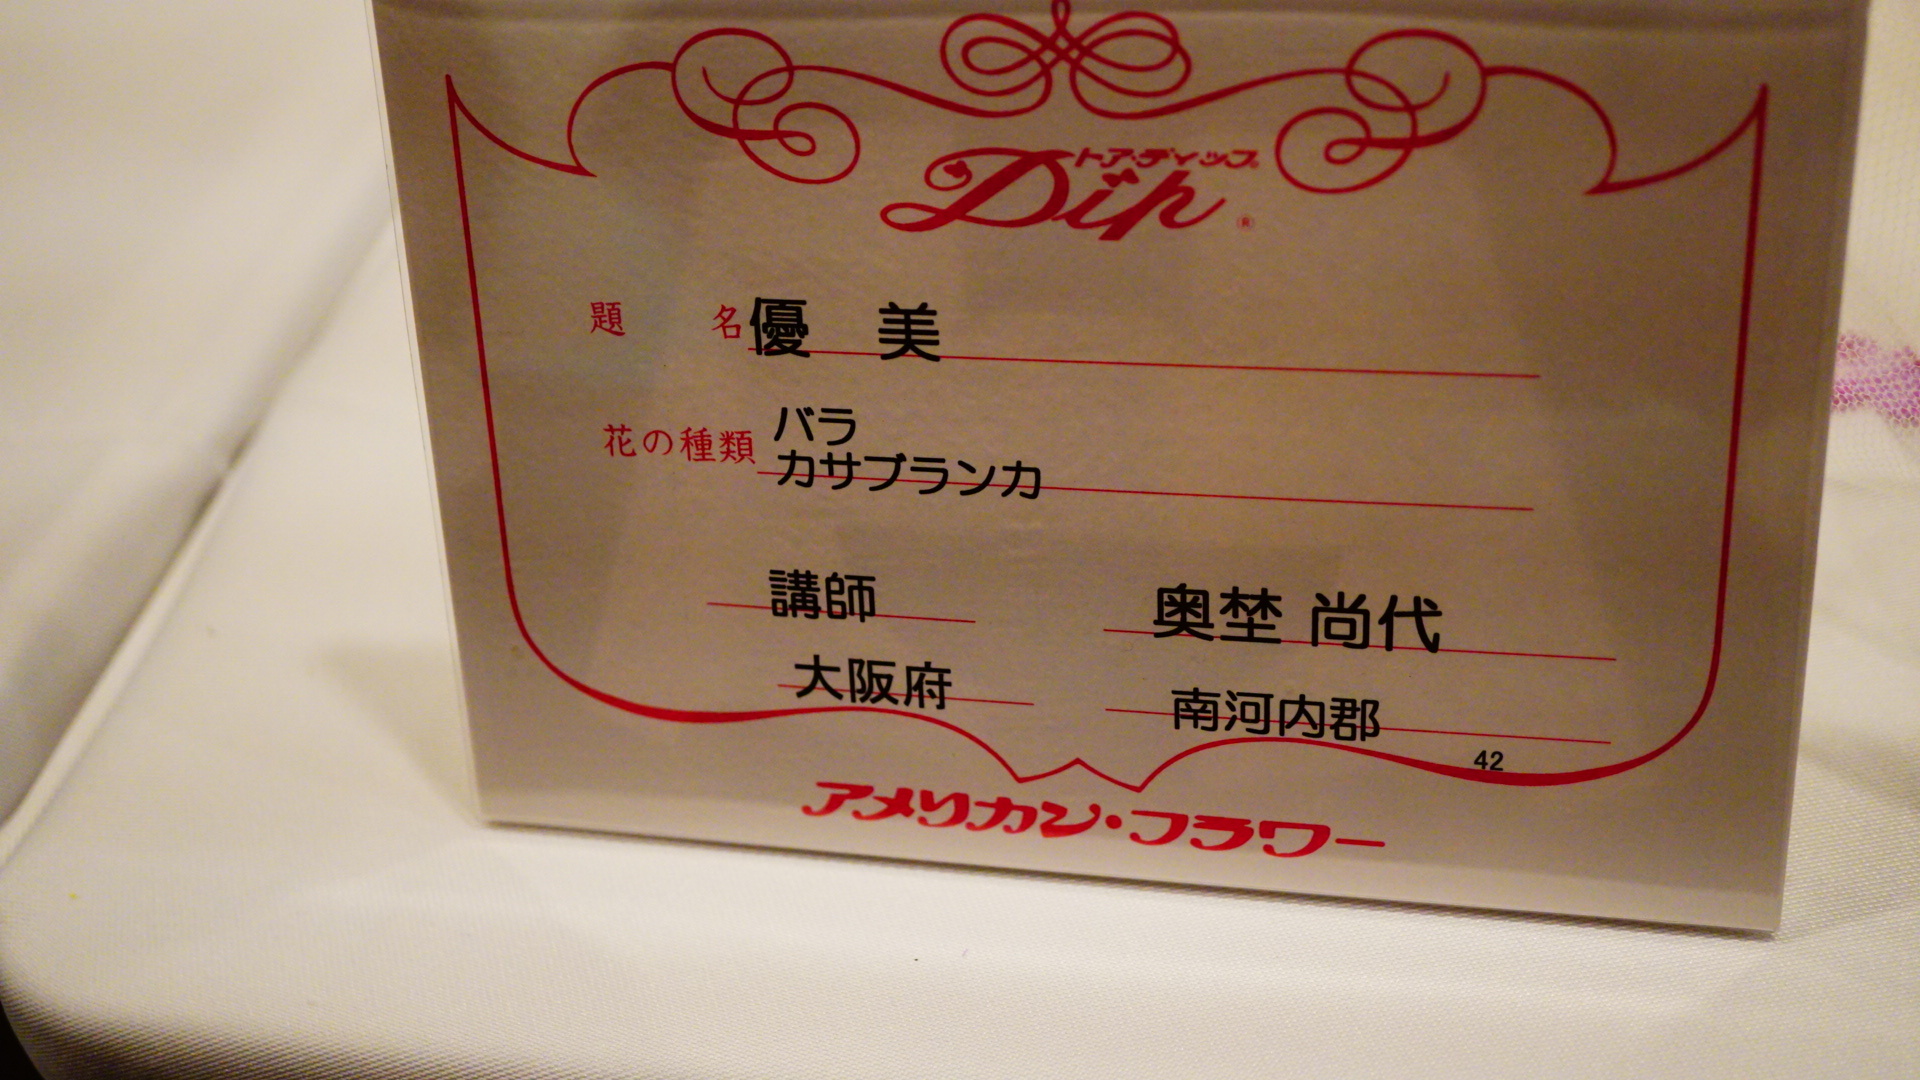 トア・ディップ
Dip ®
題 名 優 美
花の種類 バラ
カサブランカ
講師 奥埜 尚代
大阪府 南河内郡
42
アメリカン・フラワー